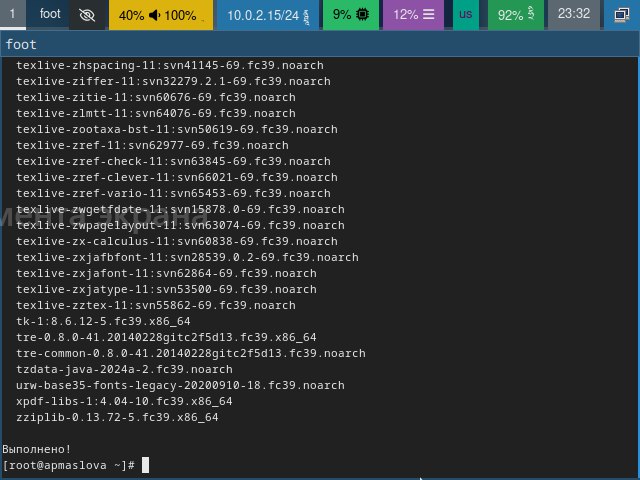 1 foot 40% 100% 10.0.2.15/24 9% 12% us 92% 23:32
foot
texlive-zhspacing-11:svn41145-69.fc39.noarch
texlive-ziffer-11:svn32279.2.1-69.fc39.noarch
texlive-zitie-11:svn60676-69.fc39.noarch
texlive-zlmtt-11:svn64076-69.fc39.noarch
texlive-zootaxa-bst-11:svn50619-69.fc39.noarch
texlive-zref-11:svn62977-69.fc39.noarch
texlive-zref-check-11:svn63845-69.fc39.noarch
texlive-zref-clever-11:svn66021-69.fc39.noarch
texlive-zref-vario-11:svn65453-69.fc39.noarch
texlive-zwgetfdate-11:svn15878.0-69.fc39.noarch
texlive-zwpagelayout-11:svn63074-69.fc39.noarch
texlive-zx-calculus-11:svn60838-69.fc39.noarch
texlive-zxjafbfont-11:svn28539.0.2-69.fc39.noarch
texlive-zxjafont-11:svn62864-69.fc39.noarch
texlive-zxjatype-11:svn53500-69.fc39.noarch
texlive-zztex-11:svn55862-69.fc39.noarch
tk-1:8.6.12-5.fc39.x86_64
tre-0.8.0-41.20140228gitc2f5d13.fc39.x86_64
tre-common-0.8.0-41.20140228gitc2f5d13.fc39.noarch
tzdata-java-2024a-2.fc39.noarch
urw-base35-fonts-legacy-20200910-18.fc39.noarch
xpdf-libs-1:4.04-10.fc39.x86_64
zziplib-0.13.72-5.fc39.x86_64
Выполнено!
[root@apmaslova ~]#